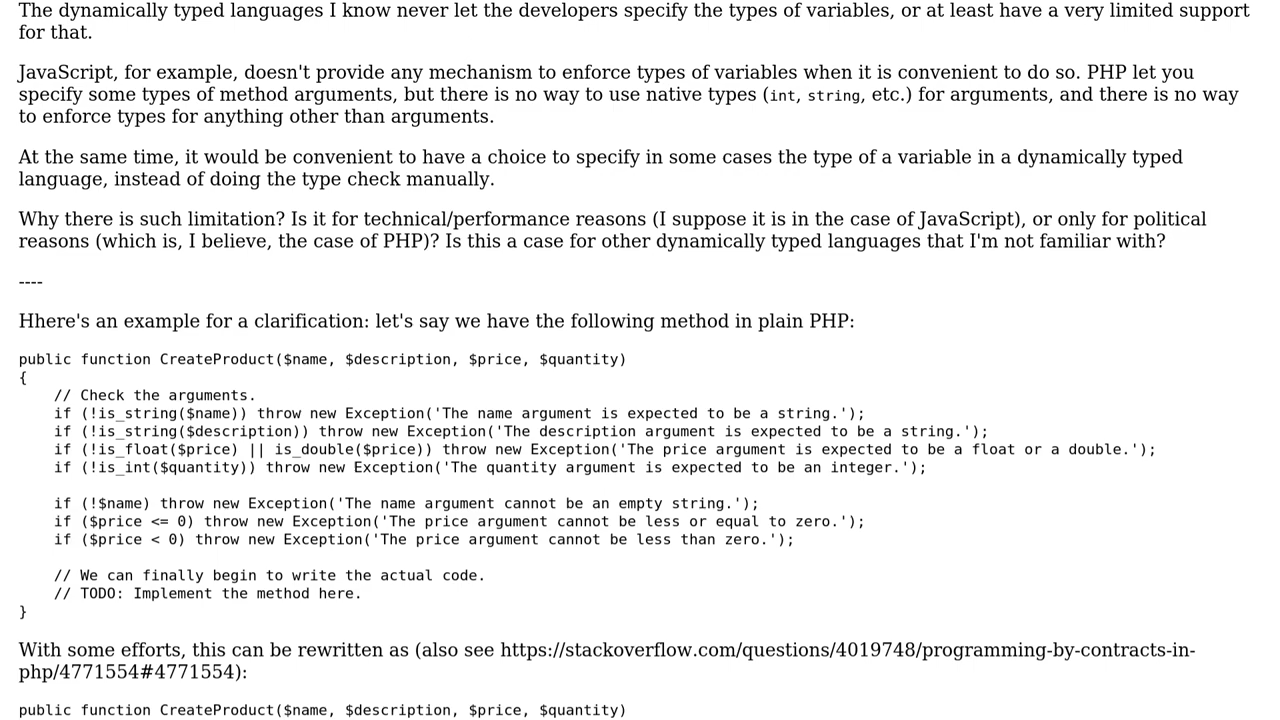 The dynamically typed languages I know never let the developers specify the types of variables, or at least have a very limited support
for that.
JavaScript, for example, doesn't provide any mechanism to enforce types of variables when it is convenient to do so. PHP let you
specify some types of method arguments, but there is no way to use native types (int, string, etc.) for arguments, and there is no way
to enforce types for anything other than arguments.
At the same time, it would be convenient to have a choice to specify in some cases the type of a variable in a dynamically typed
language, instead of doing the type check manually.
Why there is such limitation? Is it for technical/performance reasons (I suppose it is in the case of JavaScript), or only for political
reasons (which is, I believe, the case of PHP)? Is this a case for other dynamically typed languages that I'm not familiar with?
----
Hhere's an example for a clarification: let's say we have the following method in plain PHP:
public function CreateProduct($name, $description, $price, $quantity)
{
    // Check the arguments.
    if (!is_string($name)) throw new Exception('The name argument is expected to be a string.');
    if (!is_string($description)) throw new Exception('The description argument is expected to be a string.');
    if (!is_float($price) || is_double($price)) throw new Exception('The price argument is expected to be a float or a double.');
    if (!is_int($quantity)) throw new Exception('The quantity argument is expected to be an integer.');
    if (!$name) throw new Exception('The name argument cannot be an empty string.');
    if ($price <= 0) throw new Exception('The price argument cannot be less or equal to zero.');
    if ($price < 0) throw new Exception('The price argument cannot be less than zero.');
    // We can finally begin to write the actual code.
    // TODO: Implement the method here.
}
With some efforts, this can be rewritten as (also see https://stackoverflow.com/questions/4019748/programming-by-contracts-in-
php/4771554#4771554):
public function CreateProduct($name, $description, $price, $quantity)